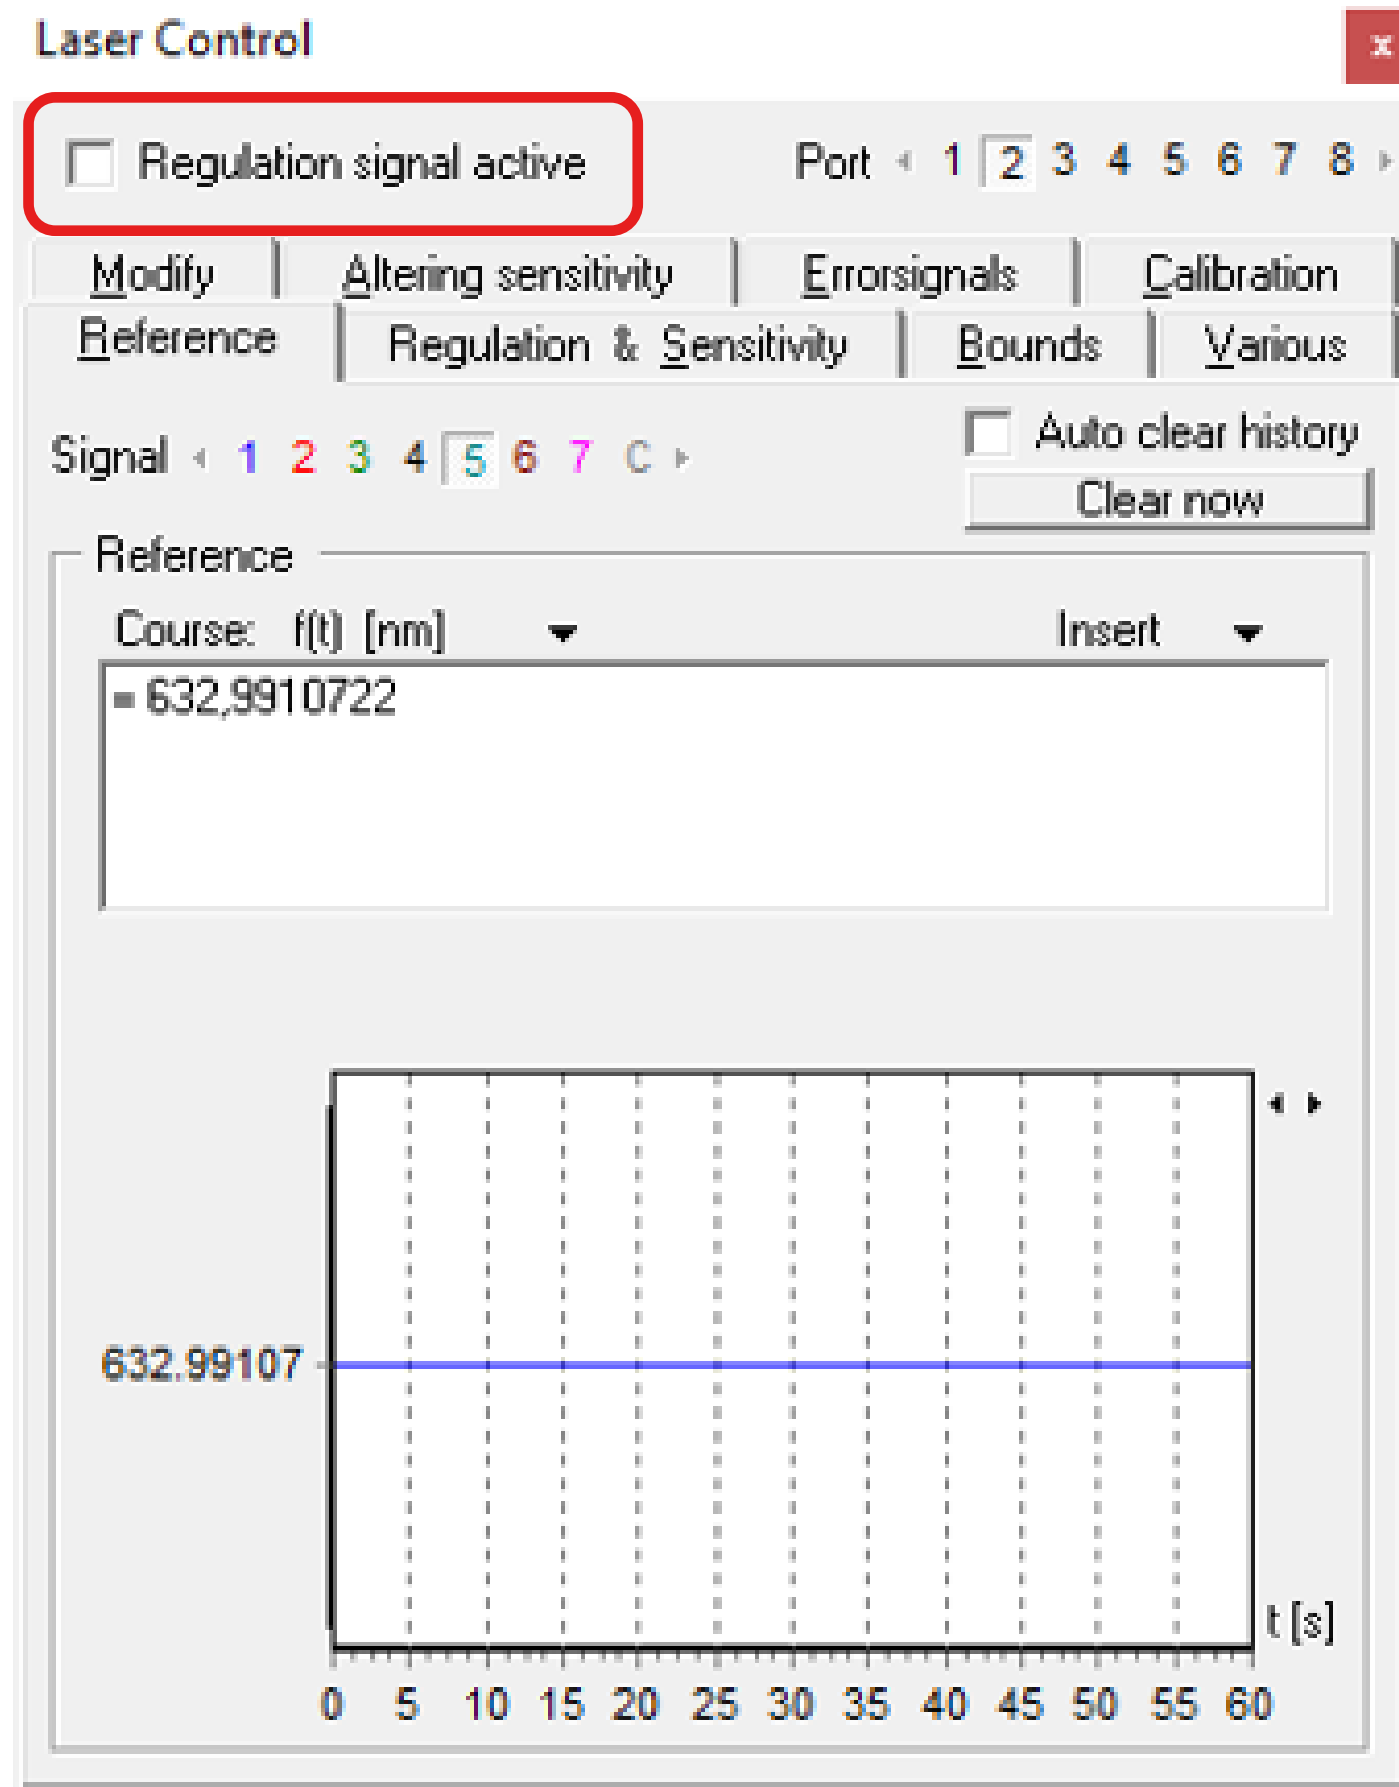 Laser Control
x
Regulation signal active
Port 1 2 3 4 5 6 7 8
Modify Altering sensitivity Errorsignals Calibration
Reference Regulation & Sensitivity Bounds Various
Signal 1 2 3 4 5 6 7 C
Auto clear history
Clear now
Reference
Course: f(t) [nm] Insert
= 632,9910722
632.99107
t [s]
0 5 10 15 20 25 30 35 40 45 50 55 60